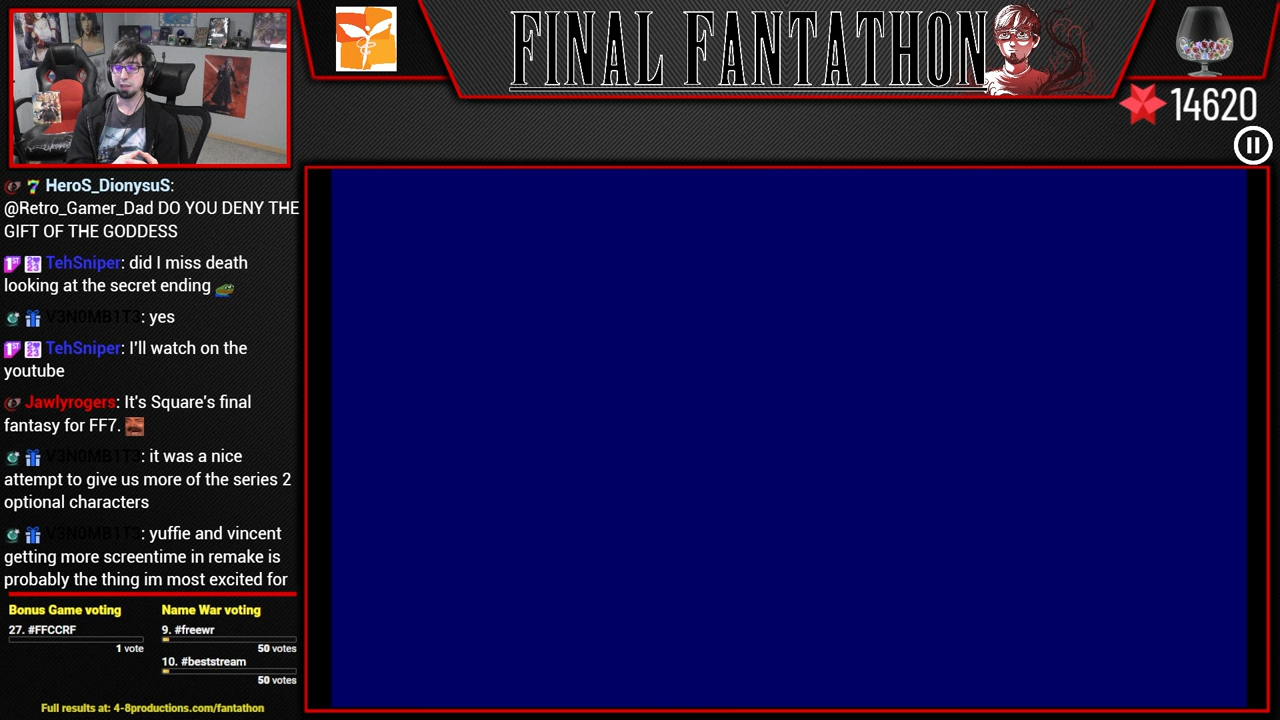 FINAL FANTATHON
14620
HeroS_DionysuS:
@Retro_Gamer_Dad DO YOU DENY THE
GIFT OF THE GODDESS
TehSniper: did I miss death
looking at the secret ending
V3N0MB1T3: yes
TehSniper: I'll watch on the
youtube
Jawlyrogers: It's Square's final
fantasy for FF7.
V3N0MB1T3: it was a nice
attempt to give us more of the series 2
optional characters
V3N0MB1T3: yuffie and vincent
getting more screentime in remake is
probably the thing im most excited for
Bonus Game voting
27. #FFCCRF
1 vote
Name War voting
9. #freewr
50 votes
10. #beststream
50 votes
Full results at: 4-8productions.com/fantathon